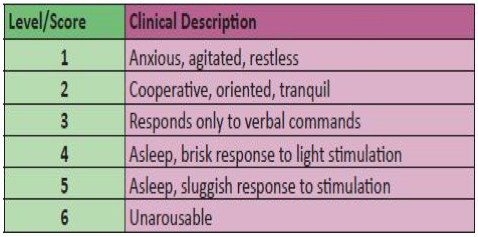 Level/Score Clinical Description
1 Anxious, agitated, restless
2 Cooperative, oriented, tranquil
3 Responds only to verbal commands
4 Asleep, brisk response to light stimulation
5 Asleep, sluggish response to stimulation
6 Unarousable